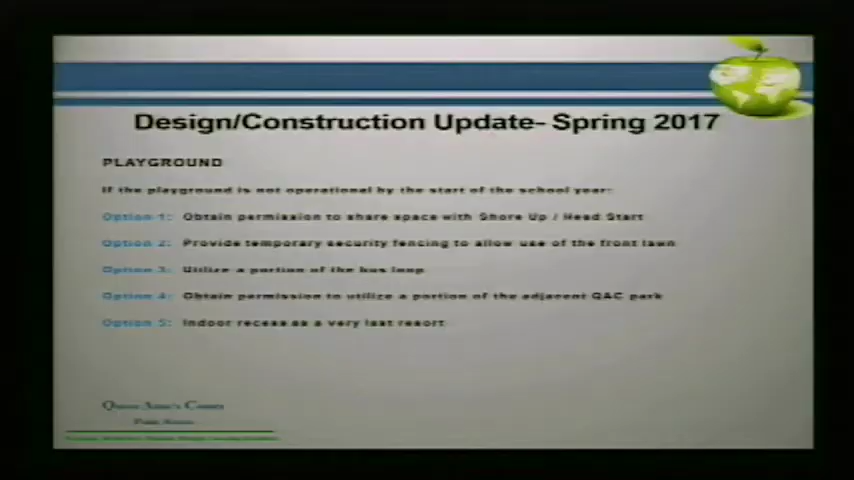 Design/Construction Update- Spring 2017
PLAYGROUND
If the playground is not operational by the start of the school year:
Option 1: Obtain permission to share space with Shore Up / Head Start
Option 2: Provide temporary security fencing to allow use of the front lawn
Option 3: Utilize a portion of the bus loop
Option 4: Obtain permission to utilize a portion of the adjacent QAC park
Option 5: Indoor recess as a very last resort
Queen Anne's County